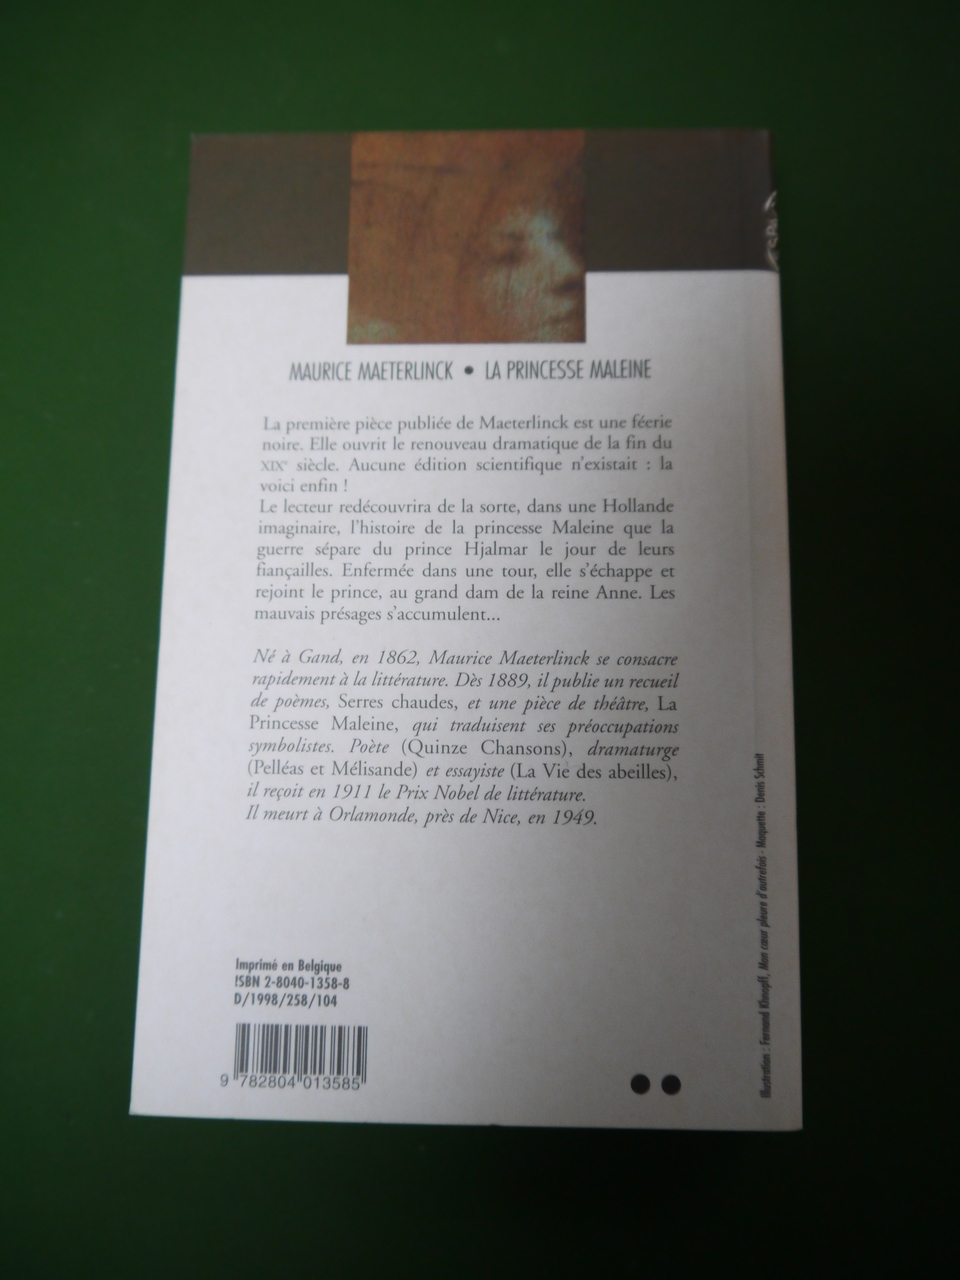 MAURICE MAETERLINCK • LA PRINCESSE MALEINE
La première pièce publiée de Maeterlinck est une féerie
noire. Elle ouvrit le renouveau dramatique de la fin du
XIXᵉ siècle. Aucune édition scientifique n'existait : la
voici enfin !
Le lecteur redécouvrira de la sorte, dans une Hollande
imaginaire, l'histoire de la princesse Maleine que la
guerre sépare du prince Hjalmar le jour de leurs
fiançailles. Enfermée dans une tour, elle s'échappe et
rejoint le prince, au grand dam de la reine Anne. Les
mauvais présages s'accumulent...
Né à Gand, en 1862, Maurice Maeterlinck se consacre
rapidement à la littérature. Dès 1889, il publie un recueil
de poèmes, Serres chaudes, et une pièce de théâtre, La
Princesse Maleine, qui traduisent ses préoccupations
symbolistes. Poète (Quinze Chansons), dramaturge
(Pelléas et Mélisande) et essayiste (La Vie des abeilles),
il reçoit en 1911 le Prix Nobel de littérature.
Il meurt à Orlamonde, près de Nice, en 1949.
Imprimé en Belgique
ISBN 2-8040-1358-8
D/1998/258/104
9 782804 013585
Illustration : Fernand Khnopff, Mon cœur pleure d'autrefois - Maquette : Denis Schmit